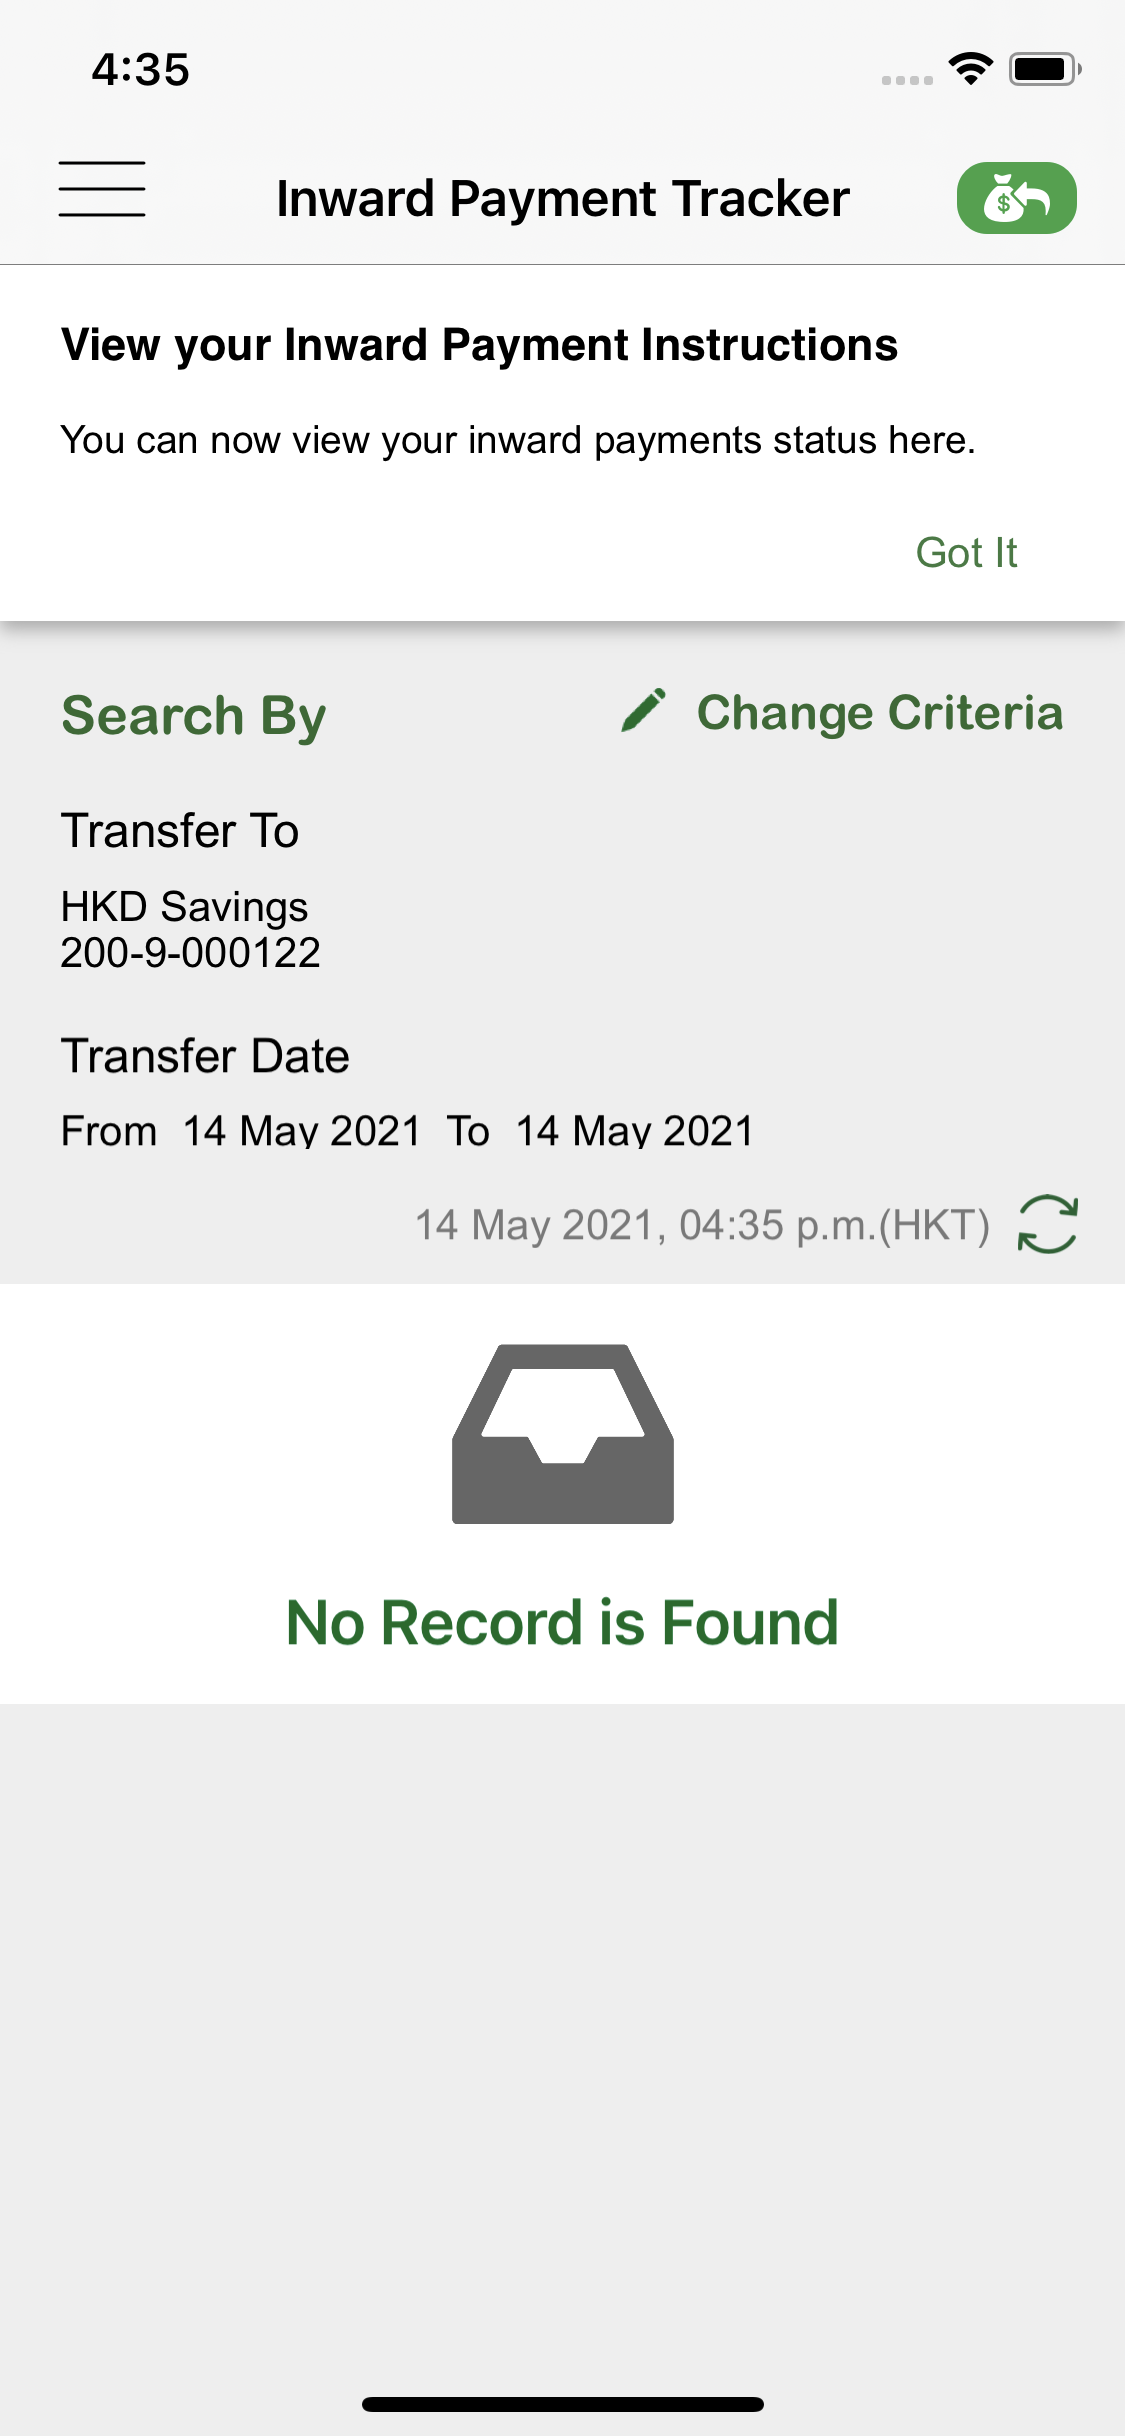 4:35
Inward Payment Tracker
$
View your Inward Payment Instructions
You can now view your inward payments status here.
Got It
Search By
Change Criteria
Transfer To
HKD Savings
200-9-000122
Transfer Date
From 14 May 2021 To 14 May 2021
14 May 2021, 04:35 p.m.(HKT)
No Record is Found